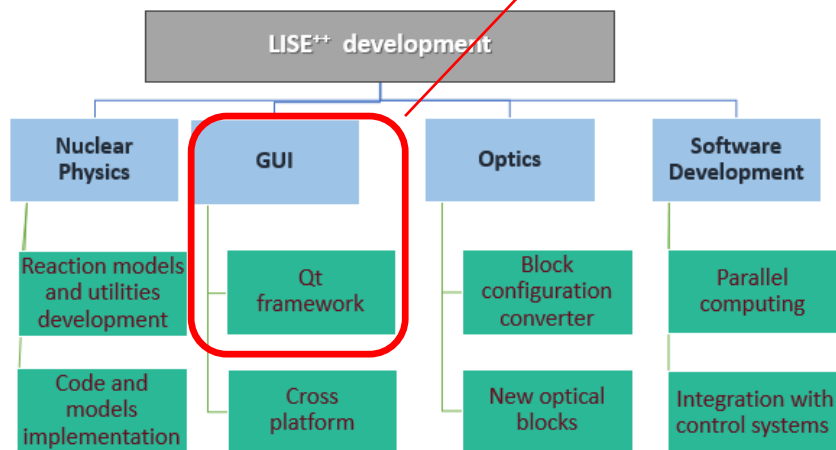 LISE++ development
Nuclear
Physics
GUI
Optics
Software
Development
Reaction models
and utilities
development
Qt
framework
Block
configuration
converter
Parallel
computing
Code and
models
implementation
Cross
platform
New optical
blocks
Integration with
control systems